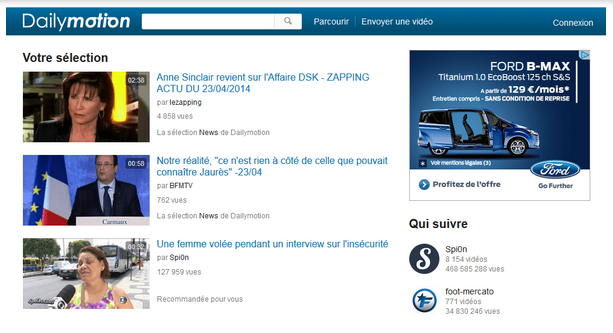 Dailymotion
Parcourir
Envoyer une vidéo
Connexion
Votre sélection
02:38
Anne Sinclair revient sur l'Affaire DSK - ZAPPING
ACTU DU 23/04/2014
par lezapping
4 858 vues
La sélection News de Dailymotion
00:58
Carmaux
Notre réalité, "ce n'est rien à côté de celle que pouvait
connaître Jaurès" -23/04
par BFMTV
762 vues
La sélection News de Dailymotion
00:32
Spi0n.com
Une femme volée pendant un interview sur l'insécurité
par Spi0n
127 959 vues
Recommandée pour vous
FORD B-MAX
Titanium 1.0 EcoBoost 125 ch S&S
A partir de 129 €/mois*
Entretien compris - SANS CONDITION DE REPRISE
* Voir mentions légales (3)
Profitez de l'offre
Ford
Go Further
Qui suivre
S
Spi0n
8 154 vidéos
468 585 288 vues
foot-mercato
771 vidéos
34 830 246 vues